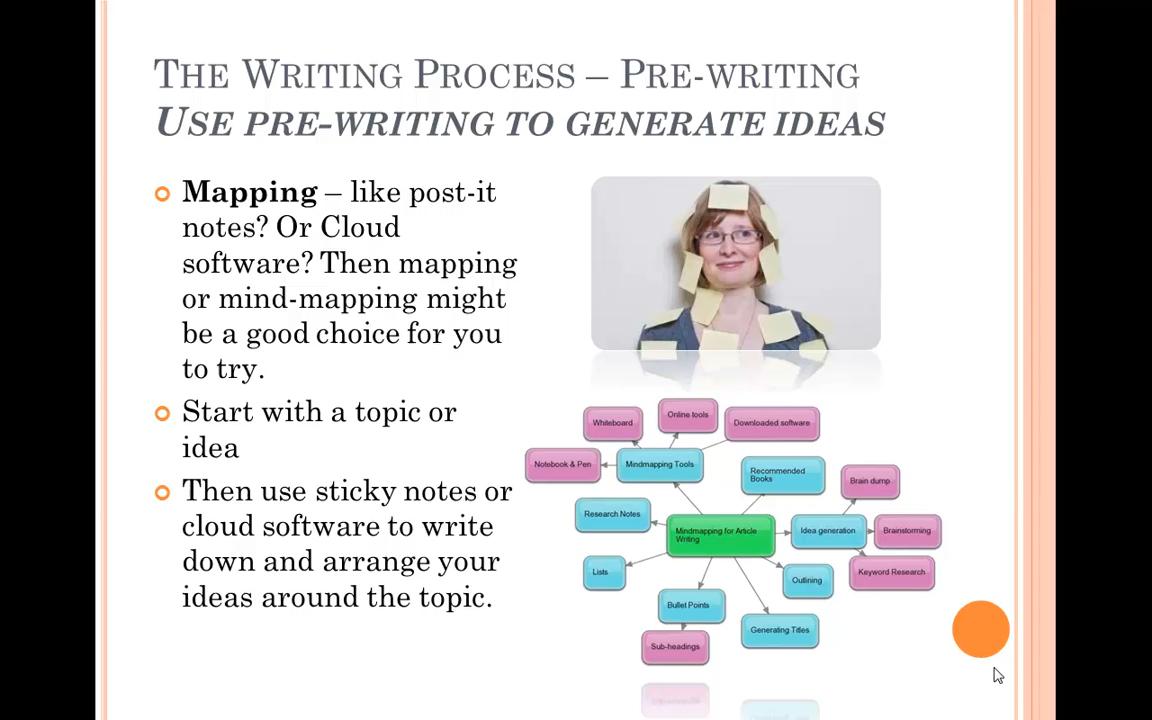 THE WRITING PROCESS – PRE-WRITING
USE PRE-WRITING TO GENERATE IDEAS
Mapping – like post-it
notes? Or Cloud
software? Then mapping
or mind-mapping might
be a good choice for you
to try.
Start with a topic or
idea
Then use sticky notes or
cloud software to write
down and arrange your
ideas around the topic.
Whiteboard
Online tools
Downloaded software
Notebook & Pen
Mindmapping Tools
Recommended
Books
Brain dump
Research Notes
Mindmapping for Article
Writing
Idea generation
Brainstorming
Lists
Outlining
Keyword Research
Bullet Points
Generating Titles
Sub-headings